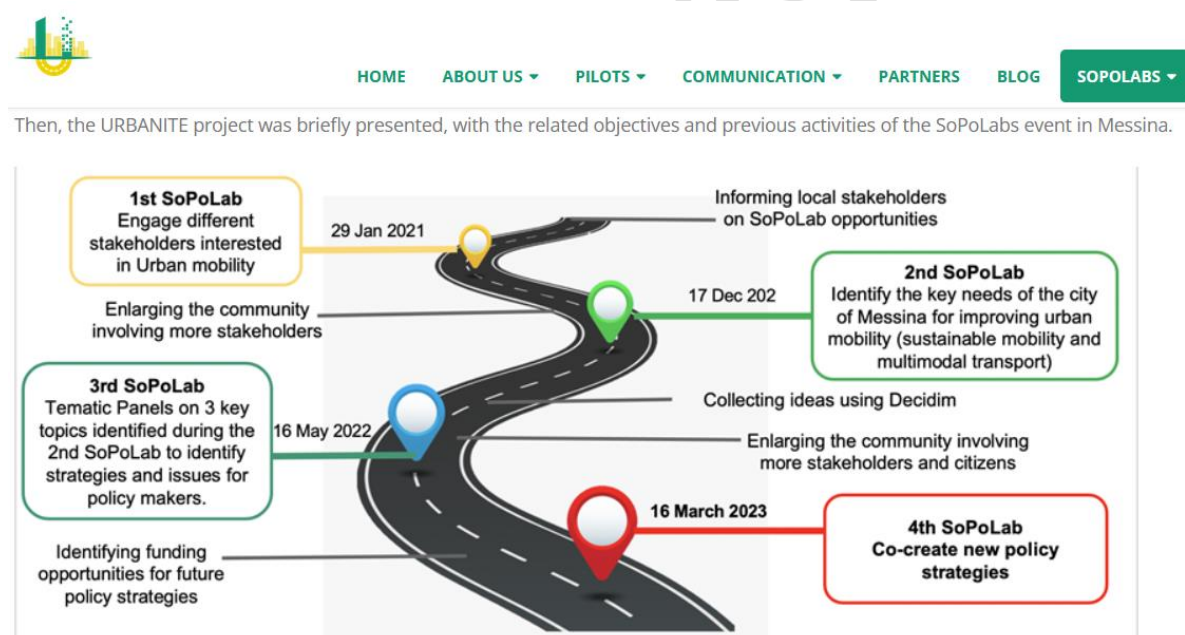 HOME ABOUT US PILOTS COMMUNICATION PARTNERS BLOG SOPOLABS
Then, the URBANITE project was briefly presented, with the related objectives and previous activities of the SoPoLabs event in Messina.
1st SoPoLab
Engage different
stakeholders interested
in Urban mobility
29 Jan 2021
Informing local stakeholders
on SoPoLab opportunities
Enlarging the community
involving more stakeholders
17 Dec 202
2nd SoPoLab
Identify the key needs of the city
of Messina for improving urban
mobility (sustainable mobility and
multimodal transport)
3rd SoPoLab
Tematic Panels on 3 key
topics identified during the
2nd SoPoLab to identify
strategies and issues for
policy makers.
16 May 2022
Collecting ideas using Decidim
Enlarging the community involving
more stakeholders and citizens
16 March 2023
4th SoPoLab
Co-create new policy
strategies
Identifying funding
opportunities for future
policy strategies